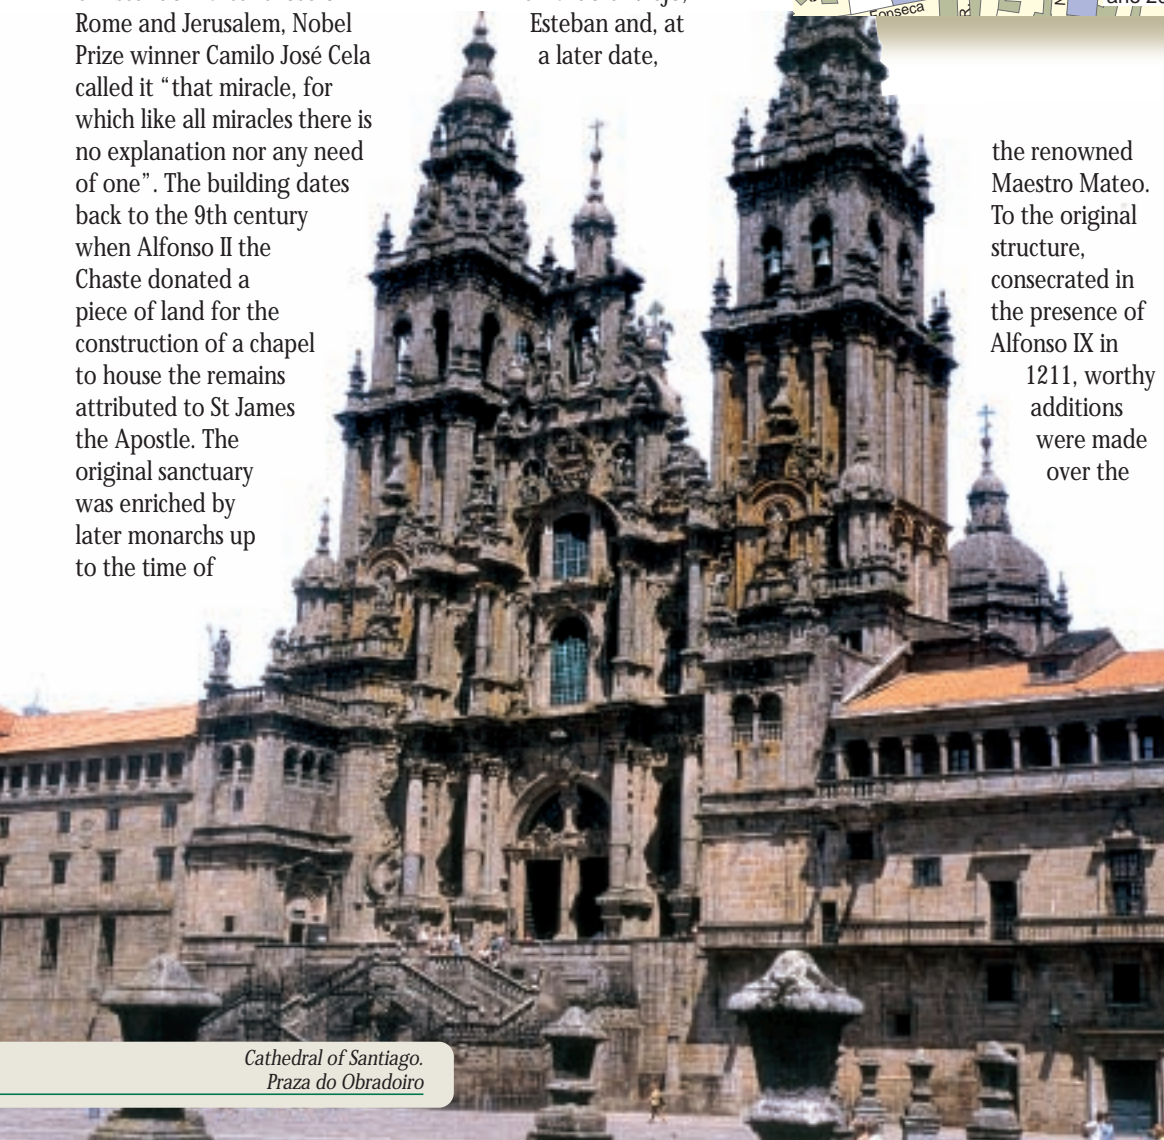 Rome and Jerusalem, Nobel
Prize winner Camilo José Cela
called it “that miracle, for
which like all miracles there is
no explanation nor any need
of one”. The building dates
back to the 9th century
when Alfonso II the
Chaste donated a
piece of land for the
construction of a chapel
to house the remains
attributed to St James
the Apostle. The
original sanctuary
was enriched by
later monarchs up
to the time of
Esteban and, at
a later date,
the renowned
Maestro Mateo.
To the original
structure,
consecrated in
the presence of
Alfonso IX in
1211, worthy
additions
were made
over the
Fonseca
Cathedral of Santiago.
Praza do Obradoiro